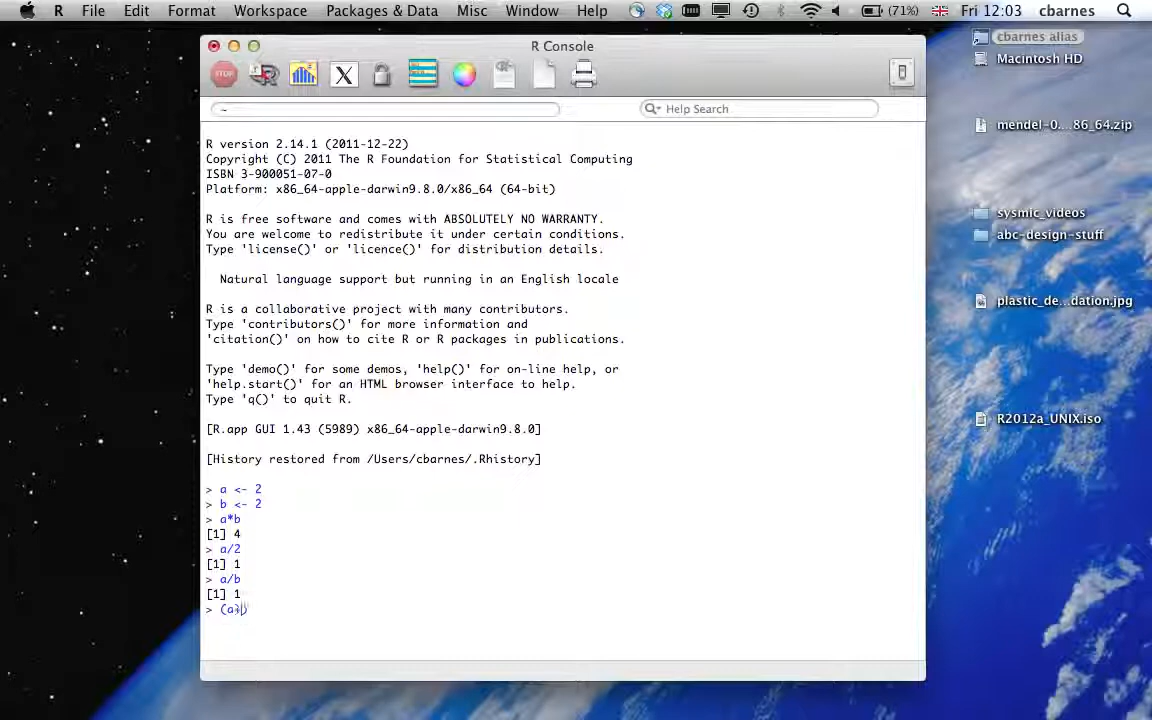 R File Edit Format Workspace Packages & Data Misc Window Help (71%) Fri 12:03 cbarnes
R Console
cbarnes alias
Macintosh HD
STOP
~
Help Search
mendel-0....86_64.zip
R version 2.14.1 (2011-12-22)
Copyright (C) 2011 The R Foundation for Statistical Computing
ISBN 3-900051-07-0
Platform: x86_64-apple-darwin9.8.0/x86_64 (64-bit)
R is free software and comes with ABSOLUTELY NO WARRANTY.
You are welcome to redistribute it under certain conditions.
Type 'license()' or 'licence()' for distribution details.
sysmic_videos
abc-design-stuff
Natural language support but running in an English locale
plastic_de...dation.jpg
R is a collaborative project with many contributors.
Type 'contributors()' for more information and
'citation()' on how to cite R or R packages in publications.
Type 'demo()' for some demos, 'help()' for on-line help, or
'help.start()' for an HTML browser interface to help.
Type 'q()' to quit R.
R2012a_UNIX.iso
[R.app GUI 1.43 (5989) x86_64-apple-darwin9.8.0]
[History restored from /Users/cbarnes/.Rhistory]
> a <- 2
> b <- 2
> a*b
[1] 4
> a/2
[1] 1
> a/b
[1] 1
> (a